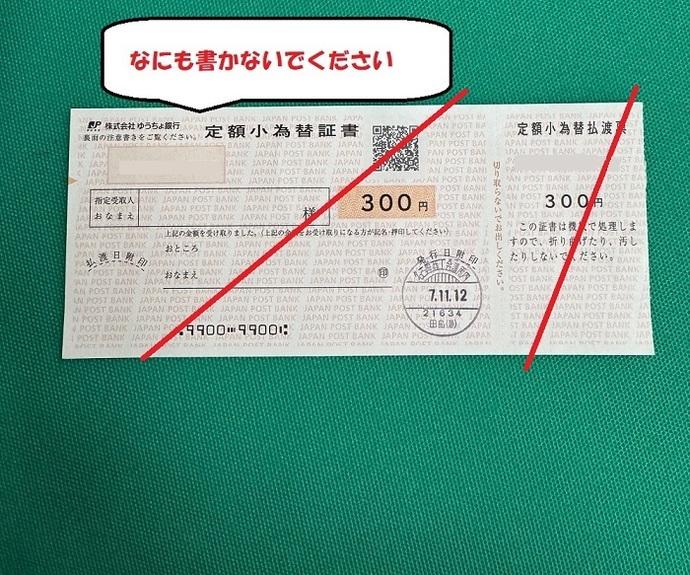 なにも書かないでください
JP 株式会社ゆうちょ銀行
裏面の注意書きをご覧ください。
定額小為替証書
指定受取人
おなまえ
様
300円
上記の金額を受け取りました。(上記の金額をお受け取りになる方が記名・押印してください)
おところ
おなまえ
印
払渡日附印
発行日附印
7.11.12
21634
9900 9900
切り取らないでお出しください。
定額小為替払渡票
300円
この証書は機械で処理しま
すので、折り曲げたり、汚し
たりしないでください。
JAPAN POST BANK